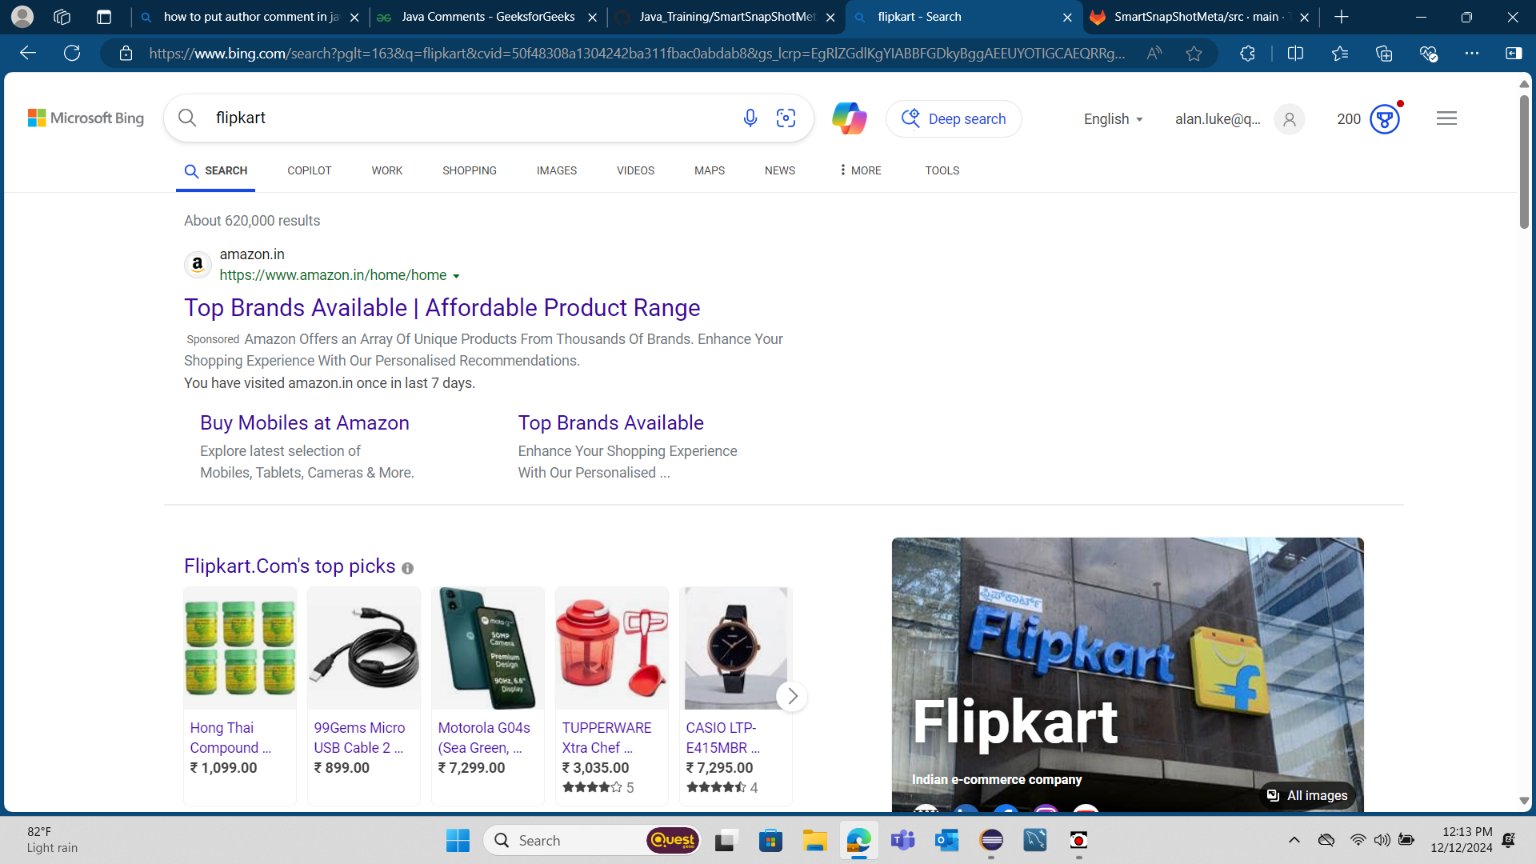 how to put author comment in ja
Java Comments - GeeksforGeeks
Java_Training/SmartSnapShotMet
flipkart - Search
SmartSnapShotMeta/src · main ·
https://www.bing.com/search?pglt=163&q=flipkart&cvid=50f48308a1304242ba311fbac0abdab8&gs_lcrp=EgRlZGdlKgYIABBFGDkyBggAEEUYOTIGCAEQRRg...
Microsoft Bing
flipkart
Deep search
English
alan.luke@q...
200
SEARCH
COPILOT
WORK
SHOPPING
IMAGES
VIDEOS
MAPS
NEWS
MORE
TOOLS
About 620,000 results
amazon.in
https://www.amazon.in/home/home
Top Brands Available | Affordable Product Range
Sponsored Amazon Offers an Array Of Unique Products From Thousands Of Brands. Enhance Your
Shopping Experience With Our Personalised Recommendations.
You have visited amazon.in once in last 7 days.
Buy Mobiles at Amazon
Explore latest selection of
Mobiles, Tablets, Cameras & More.
Top Brands Available
Enhance Your Shopping Experience
With Our Personalised ...
Flipkart.Com's top picks
50MP
Camera
Premium
Design
90Hz, 6.6"
Display
Hong Thai
Compound ...
₹ 1,099.00
99Gems Micro
USB Cable 2 ...
₹ 899.00
Motorola G04s
(Sea Green, ...
₹ 7,299.00
TUPPERWARE
Xtra Chef ...
₹ 3,035.00
5
CASIO LTP-
E415MBR ...
₹ 7,295.00
4
ಫ್ಲಿಪ್‌ಕಾರ್ಟ್
Flipkart
Flipkart
Indian e-commerce company
All images
82°F
Light rain
Search
Quest
12:13 PM
12/12/2024